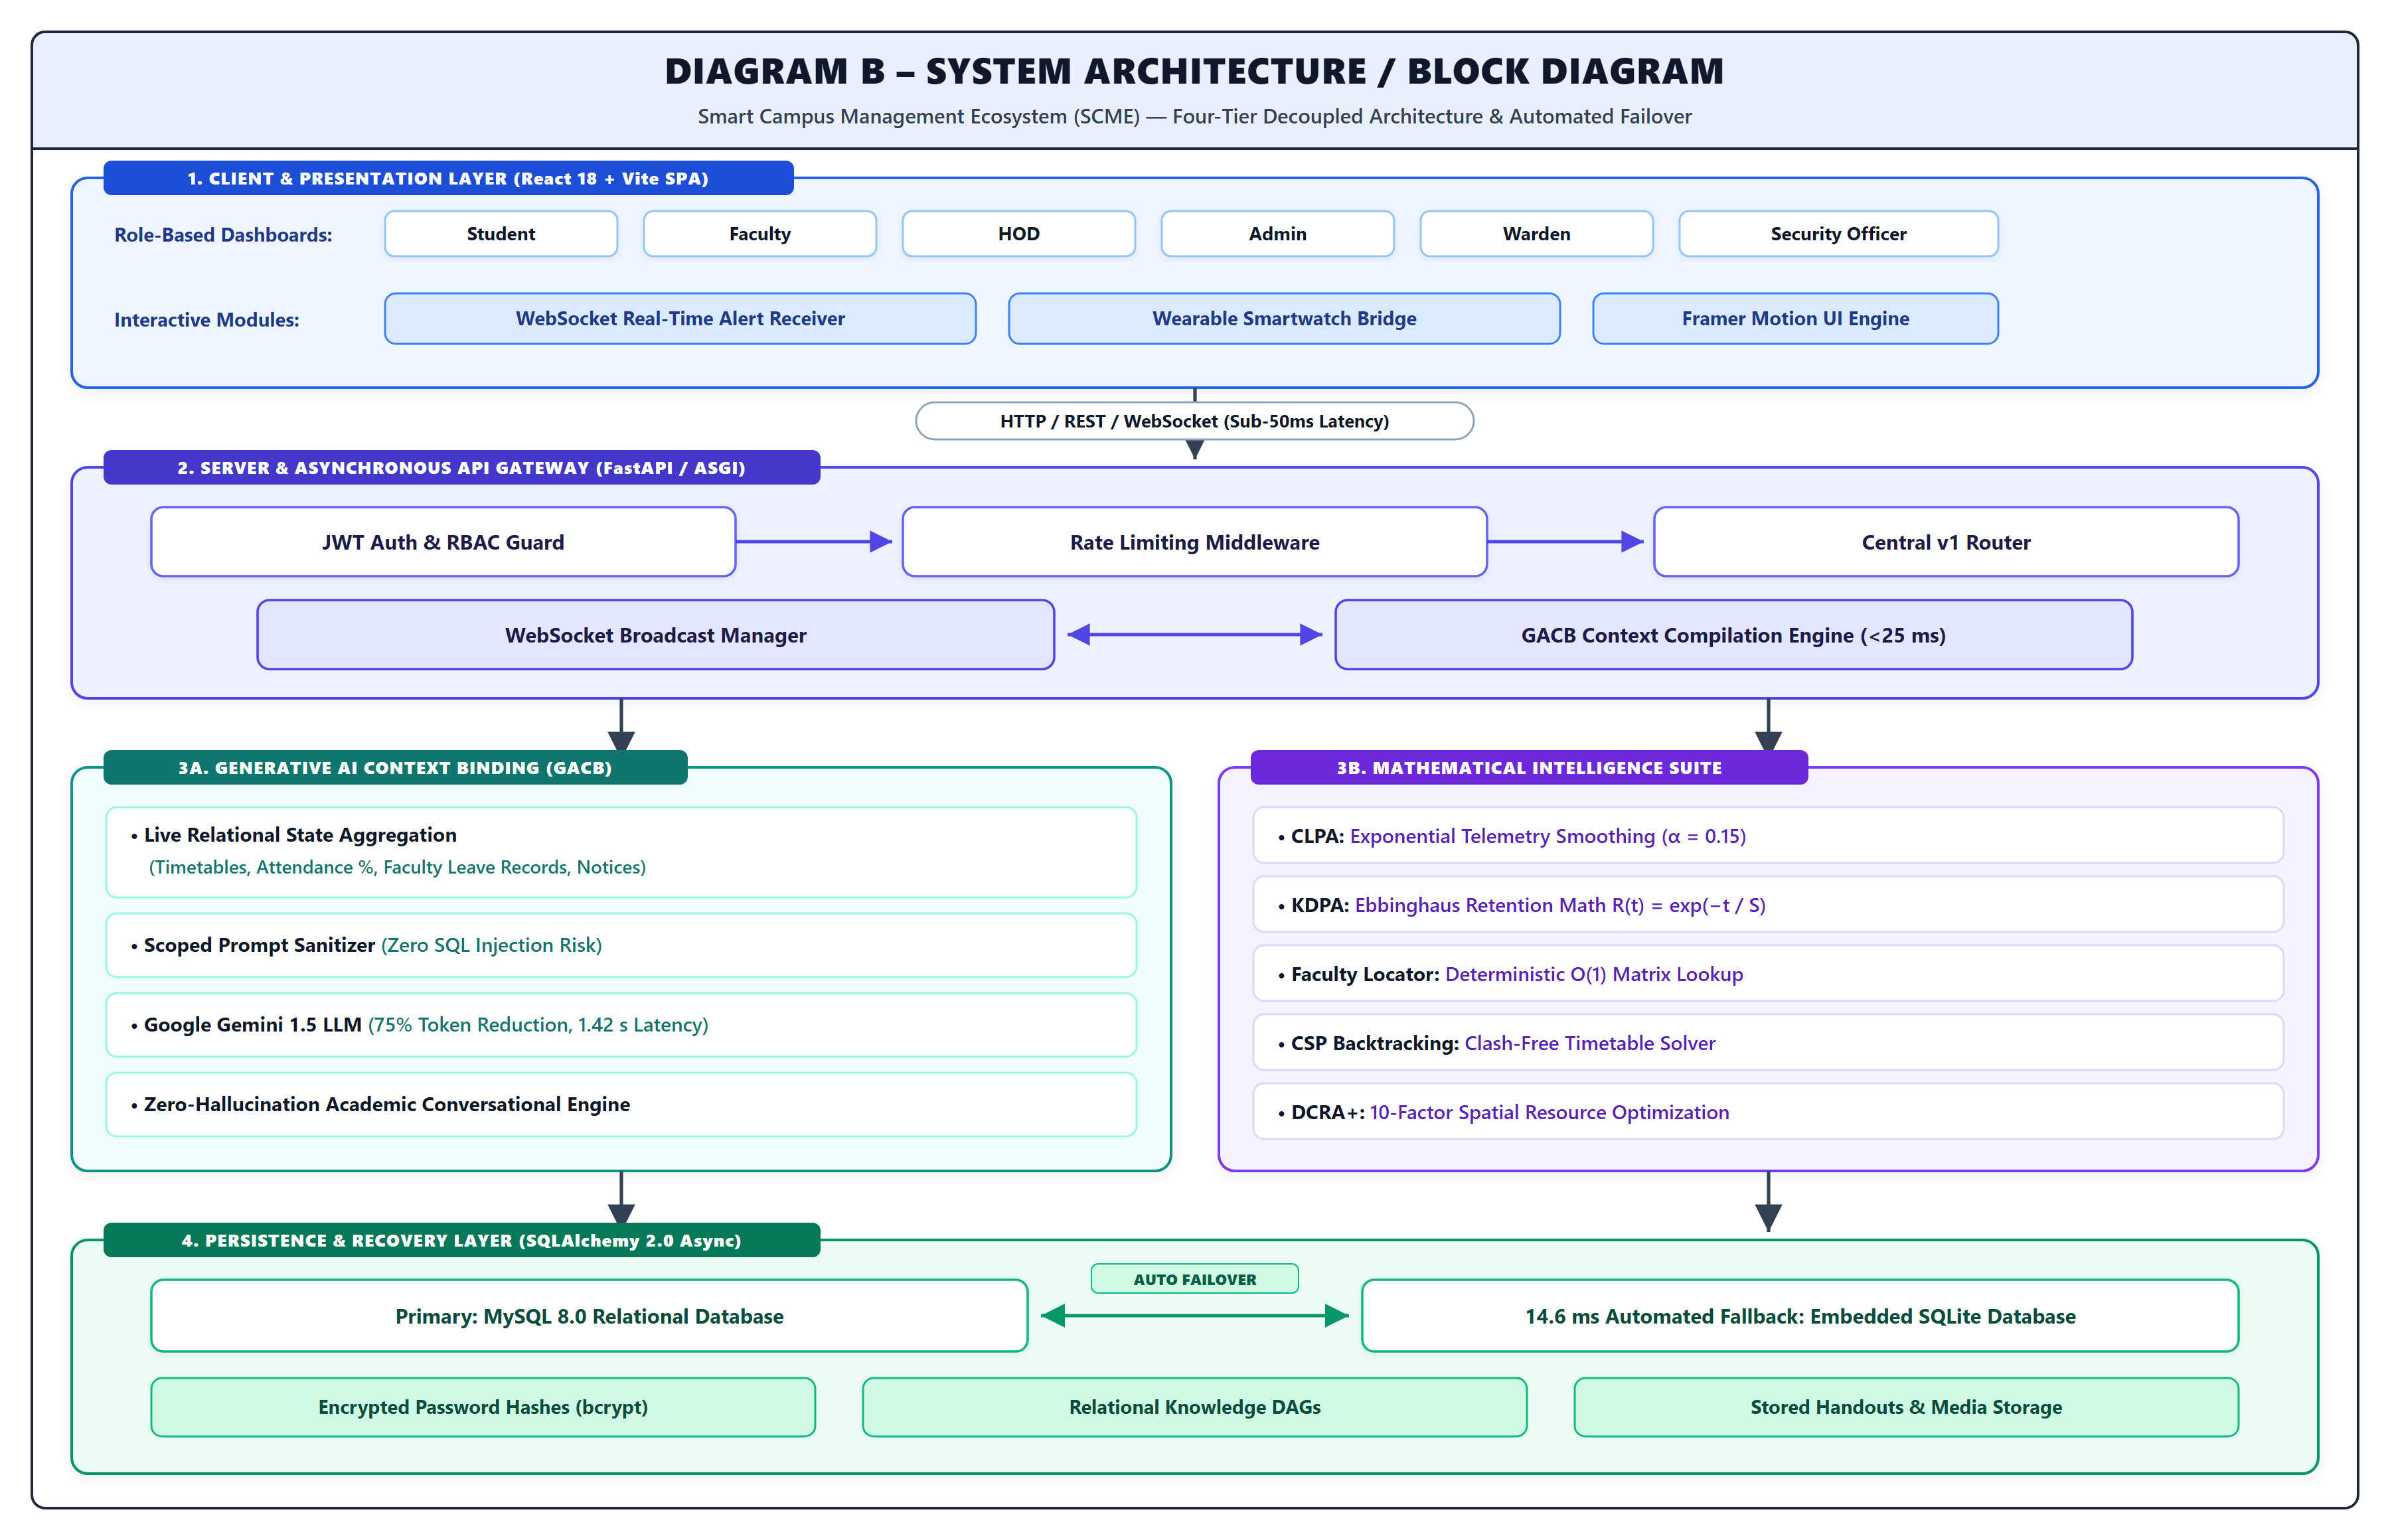 DIAGRAM B – SYSTEM ARCHITECTURE / BLOCK DIAGRAM
Smart Campus Management Ecosystem (SCME) — Four-Tier Decoupled Architecture & Automated Failover
1. CLIENT & PRESENTATION LAYER (React 18 + Vite SPA)
Role-Based Dashboards:
Student
Faculty
HOD
Admin
Warden
Security Officer
Interactive Modules:
WebSocket Real-Time Alert Receiver
Wearable Smartwatch Bridge
Framer Motion UI Engine
HTTP / REST / WebSocket (Sub-50ms Latency)
2. SERVER & ASYNCHRONOUS API GATEWAY (FastAPI / ASGI)
JWT Auth & RBAC Guard
Rate Limiting Middleware
Central v1 Router
WebSocket Broadcast Manager
GACB Context Compilation Engine (<25 ms)
3A. GENERATIVE AI CONTEXT BINDING (GACB)
• Live Relational State Aggregation
(Timetables, Attendance %, Faculty Leave Records, Notices)
• Scoped Prompt Sanitizer (Zero SQL Injection Risk)
• Google Gemini 1.5 LLM (75% Token Reduction, 1.42 s Latency)
• Zero-Hallucination Academic Conversational Engine
3B. MATHEMATICAL INTELLIGENCE SUITE
• CLPA: Exponential Telemetry Smoothing (α = 0.15)
• KDPA: Ebbinghaus Retention Math R(t) = exp(−t / S)
• Faculty Locator: Deterministic O(1) Matrix Lookup
• CSP Backtracking: Clash-Free Timetable Solver
• DCRA+: 10-Factor Spatial Resource Optimization
4. PERSISTENCE & RECOVERY LAYER (SQLAlchemy 2.0 Async)
Primary: MySQL 8.0 Relational Database
AUTO FAILOVER
14.6 ms Automated Fallback: Embedded SQLite Database
Encrypted Password Hashes (bcrypt)
Relational Knowledge DAGs
Stored Handouts & Media Storage